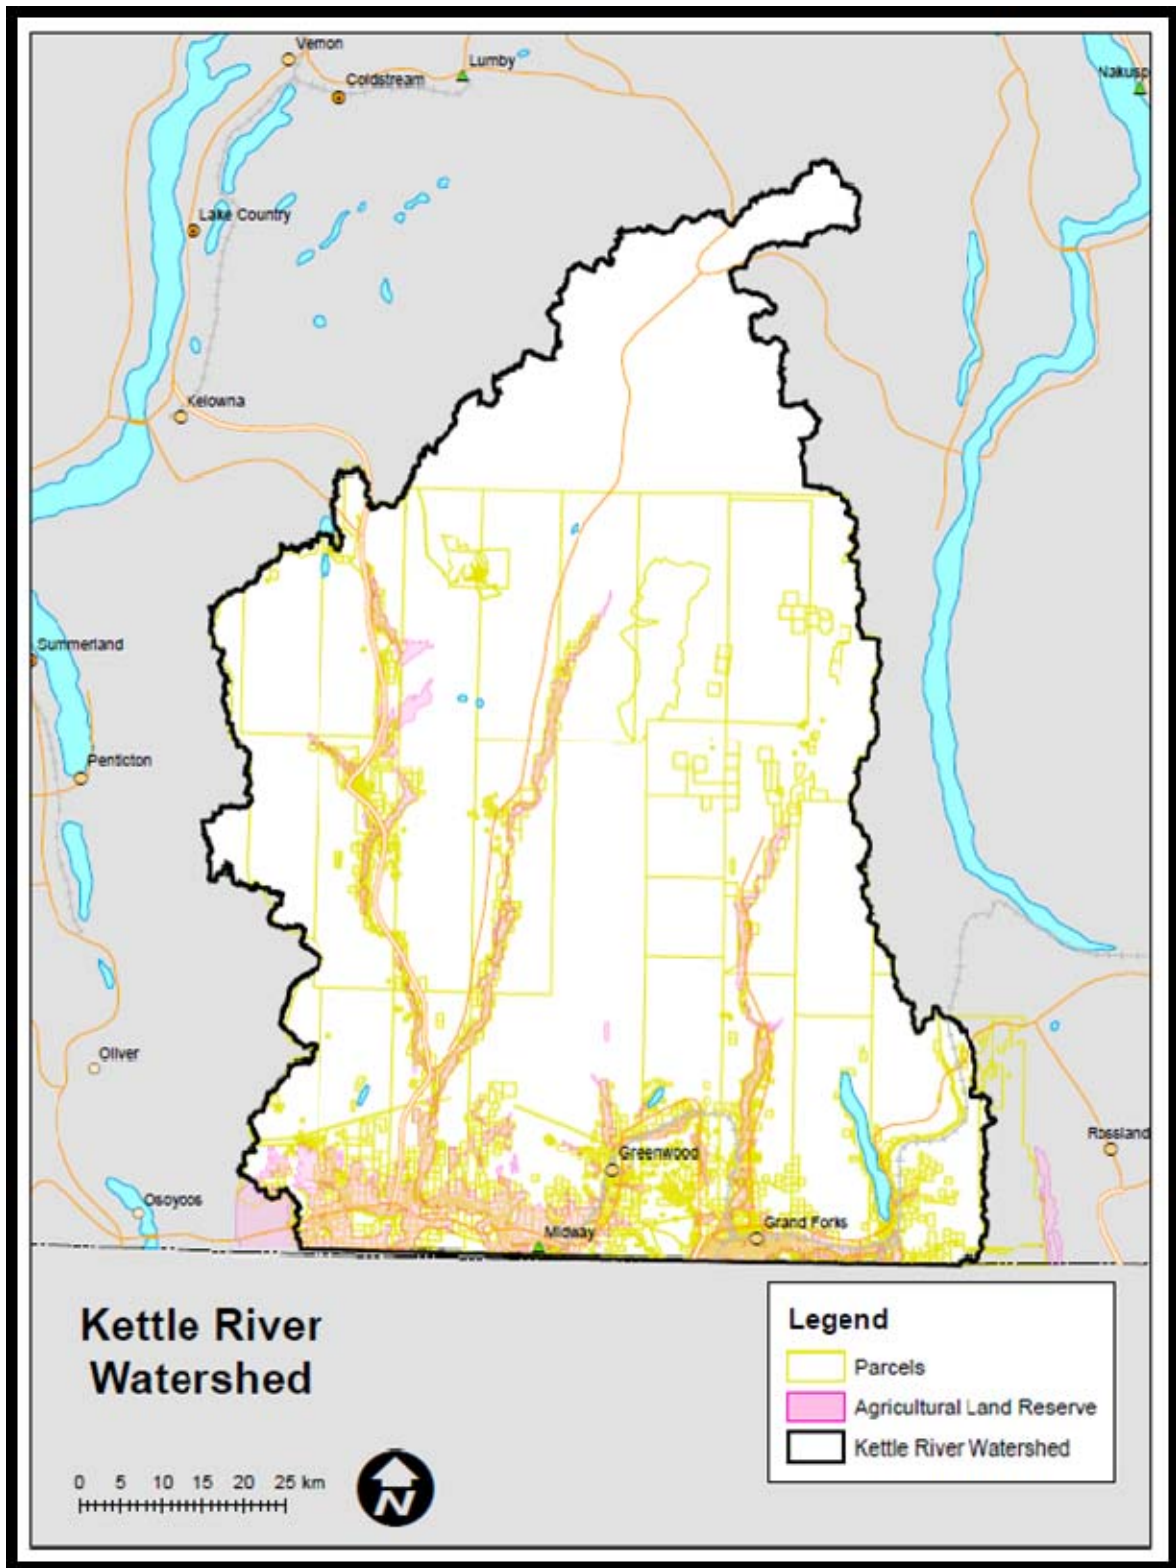 Vernon
Lumby
Coldstream
Nakusp
Lake Country
Kelowna
Summerland
Penticton
Oliver
Rossland
Greenwood
Osoyoos
Grand Forks
Midway
Kettle River
Watershed
Legend
Parcels
Agricultural Land Reserve
Kettle River Watershed
0 5 10 15 20 25 km
N